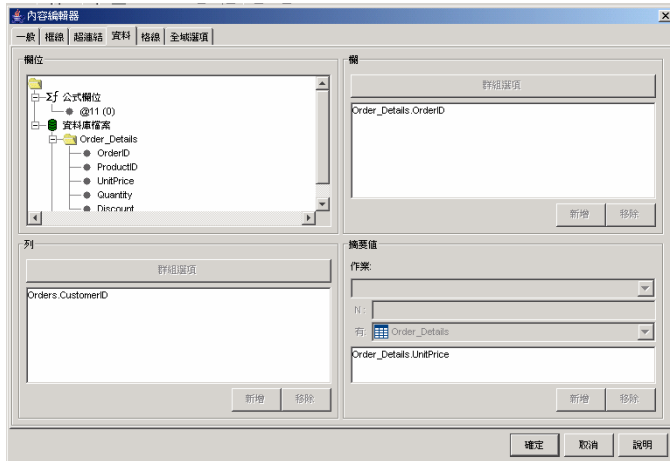 內容編輯器
一般 框線 超連結 資料 格線 全域選項
欄位
Σf 公式欄位
@11 (0)
資料庫檔案
Order_Details
OrderID
ProductID
UnitPrice
Quantity
Discount
欄
群組選項
Order_Details.OrderID
新增 移除
列
群組選項
Orders.CustomerID
新增 移除
摘要值
作業:
N:
有: Order_Details
Order_Details.UnitPrice
新增 移除
確定 取消 說明